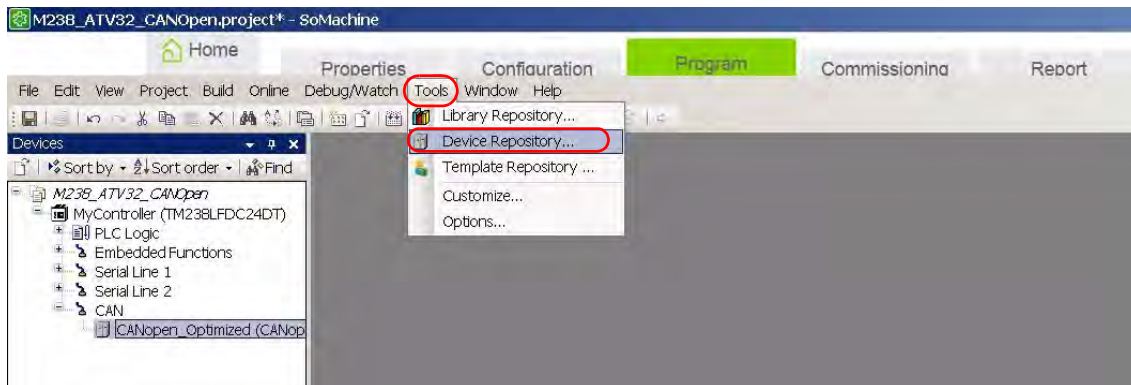 M238_ATV32_CANOpen.project* - SoMachine
Home
Properties Configuration Program Commissioning Report
File Edit View Project Build Online Debug/Watch Tools Window Help
Library Repository...
Devices
Device Repository...
Sort by Sort order Find
Template Repository ...
M238_ATV32_CANOpen
Customize...
MyController (TM238LFDC24DT)
Options...
PLC Logic
Embedded Functions
Serial Line 1
Serial Line 2
CAN
CANopen_Optimized (CANop